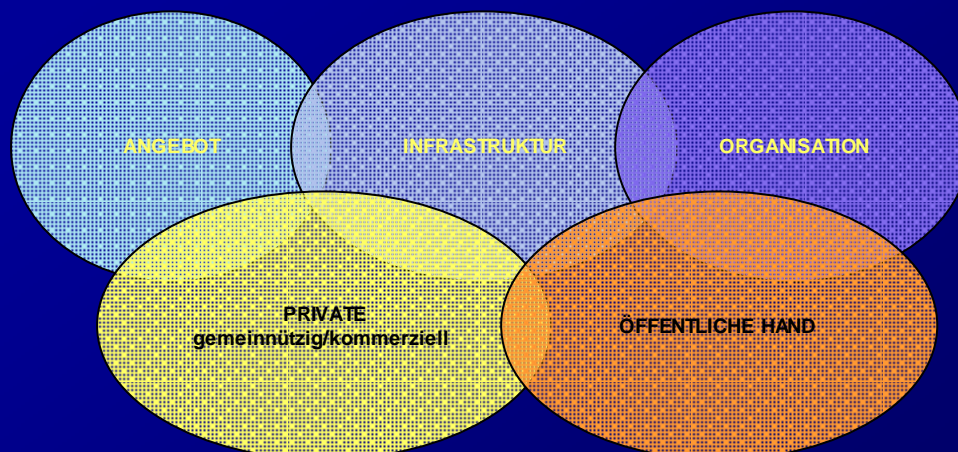 ANGEBOT
INFRASTRUKTUR
ORGANISATION
PRIVATE
gemeinnützig/kommerziell
ÖFFENTLICHE HAND